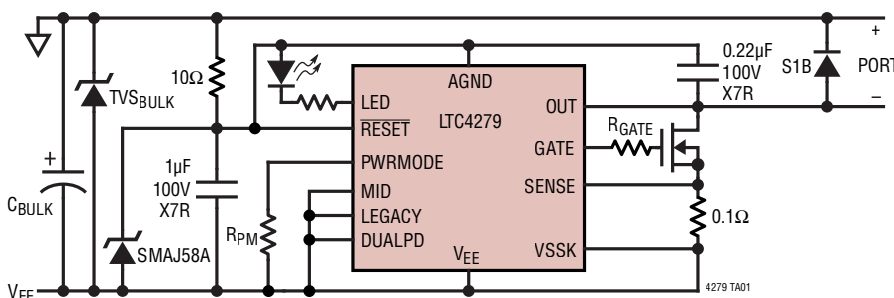 +
10Ω
TVSBULK
+
CBULK
1µF
100V
X7R
SMAJ58A
RPM
VEE
LED
RESET
PWRMODE
MID
LEGACY
DUALPD
AGND
LTC4279
VEE
OUT
GATE
SENSE
VSSK
RGATE
0.22µF
100V
X7R
S1B
PORT
–
0.1Ω
4279 TA01